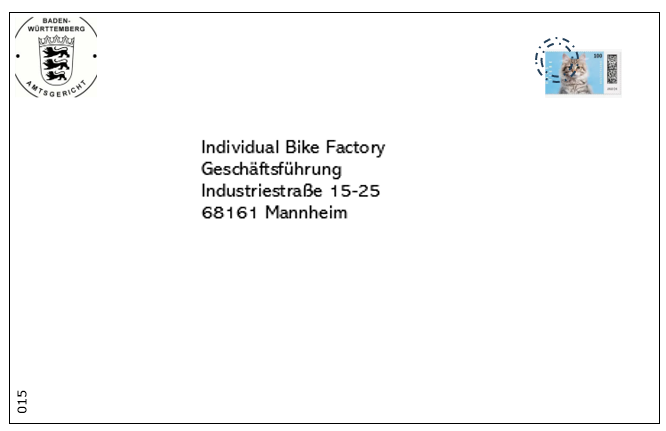 BADEN-
WÜRTTEMBERG
AMTSGERICHT
100
Individual Bike Factory
Geschäftsführung
Industriestraße 15-25
68161 Mannheim
015